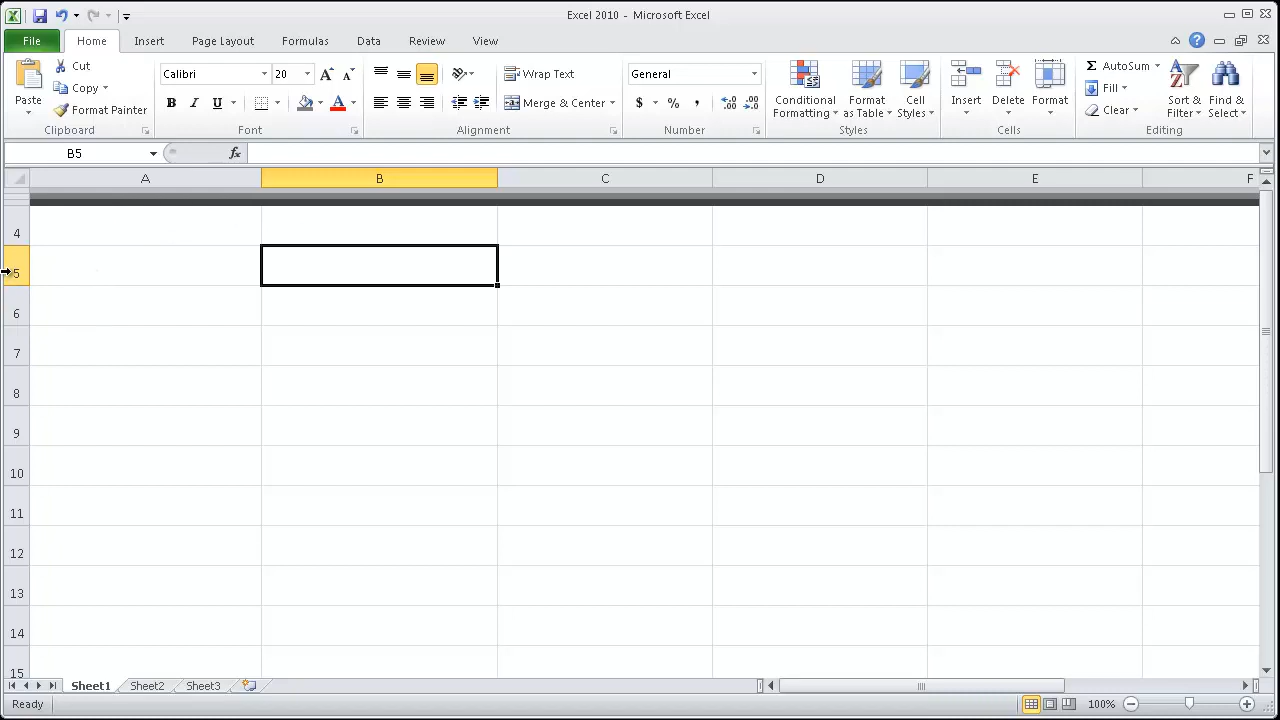 Excel 2010 - Microsoft Excel
File Home Insert Page Layout Formulas Data Review View
Paste
Cut
Copy
Format Painter
Clipboard
Calibri
B I U A
Font
Wrap Text
Merge & Center
Alignment
General
$ % ,
Number
Conditional Formatting
Format as Table
Cell Styles
Styles
Insert
Delete
Format
Cells
Σ AutoSum
Fill
Clear
Sort & Filter
Find & Select
Editing
B5 fx
A B C D E F
4
5
6
7
8
9
10
11
12
13
14
15
Sheet1 Sheet2 Sheet3
Ready 100%